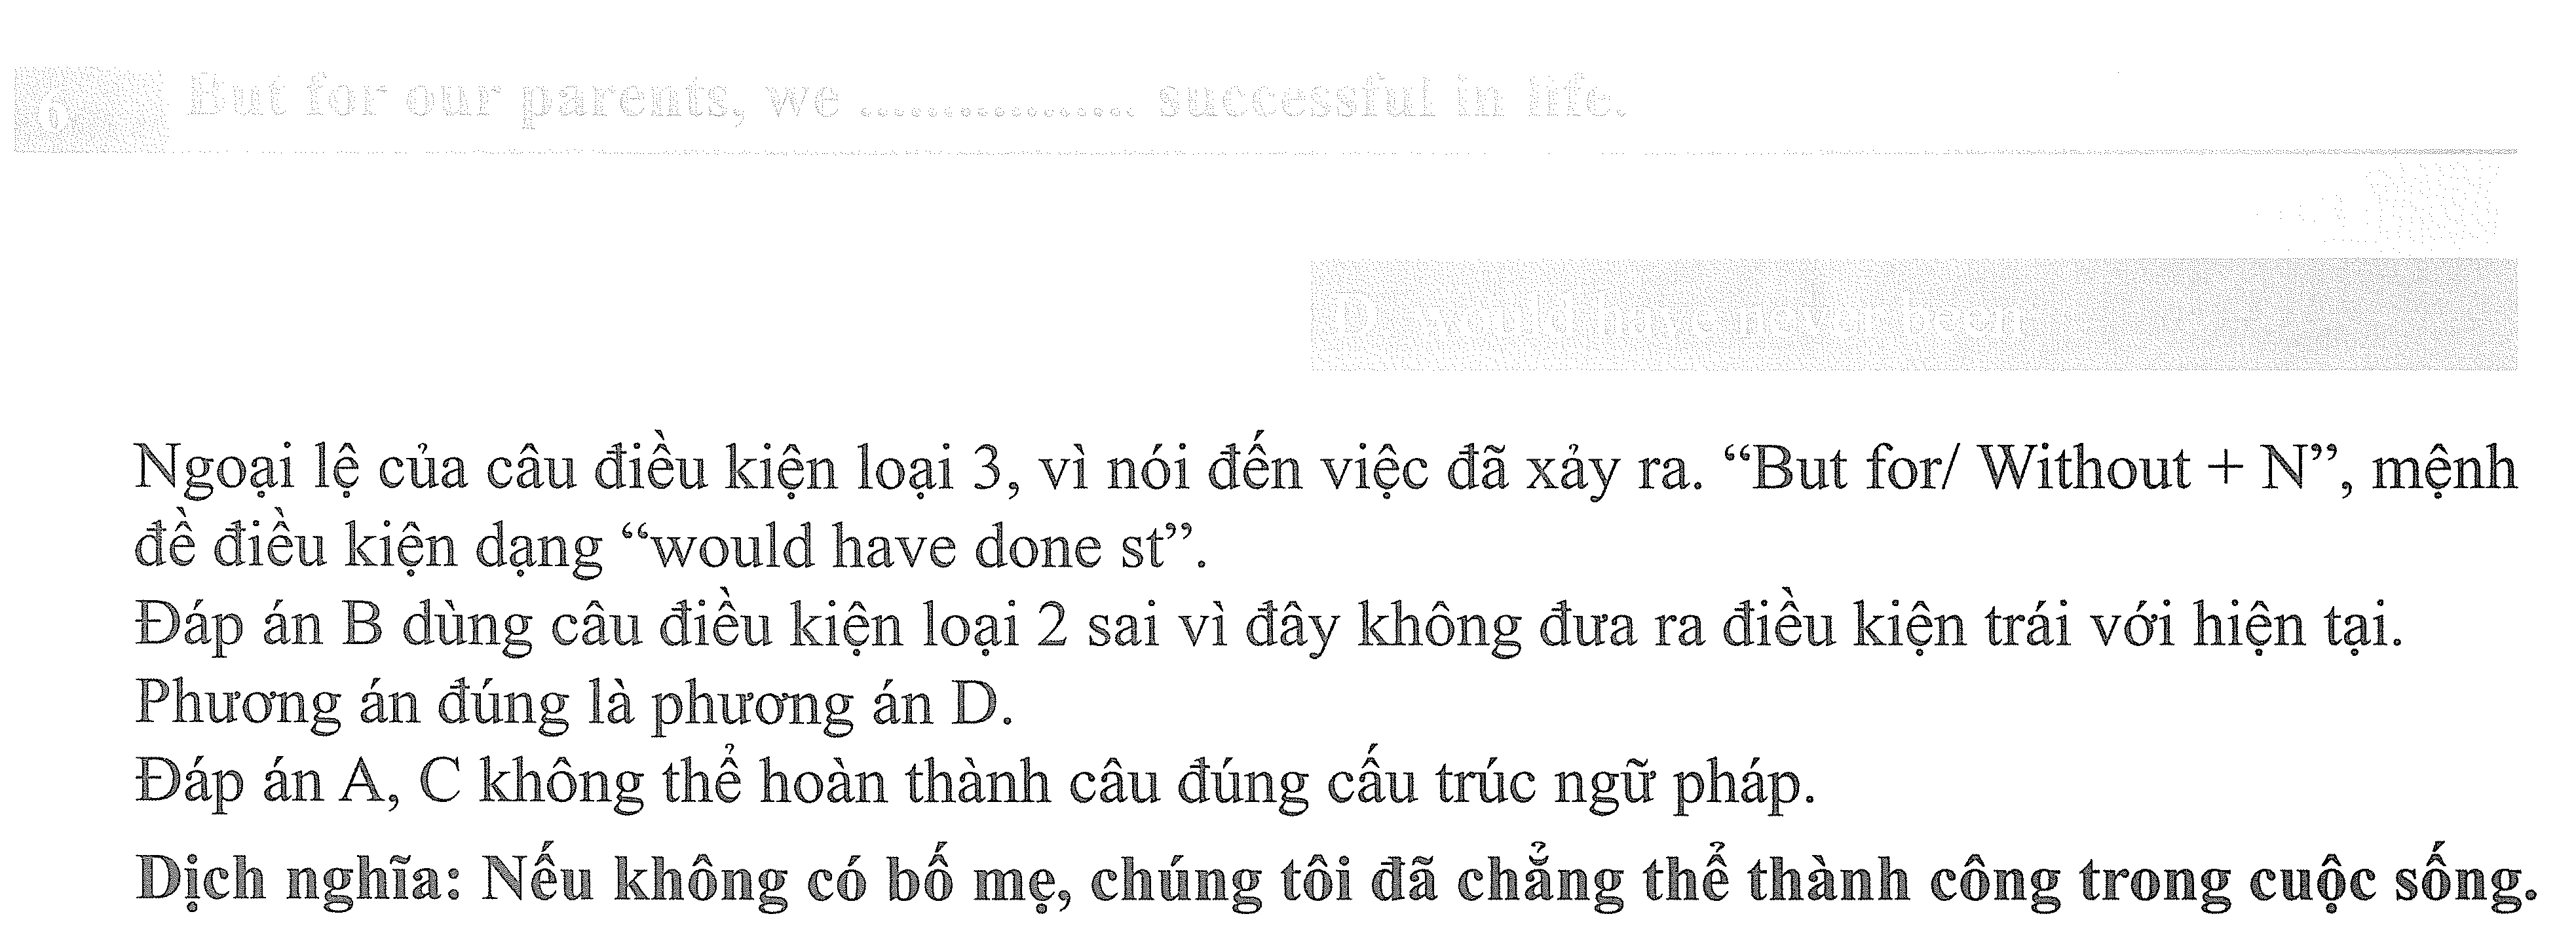 6 But for our parents, we .................. successful in life.
D. would have never been
Ngoại lệ của câu điều kiện loại 3, vì nói đến việc đã xảy ra. “But for/ Without + N”, mệnh
đề điều kiện dạng “would have done st”.
Đáp án B dùng câu điều kiện loại 2 sai vì đây không đưa ra điều kiện trái với hiện tại.
Phương án đúng là phương án D.
Đáp án A, C không thể hoàn thành câu đúng cấu trúc ngữ pháp.
Dịch nghĩa: Nếu không có bố mẹ, chúng tôi đã chẳng thể thành công trong cuộc sống.